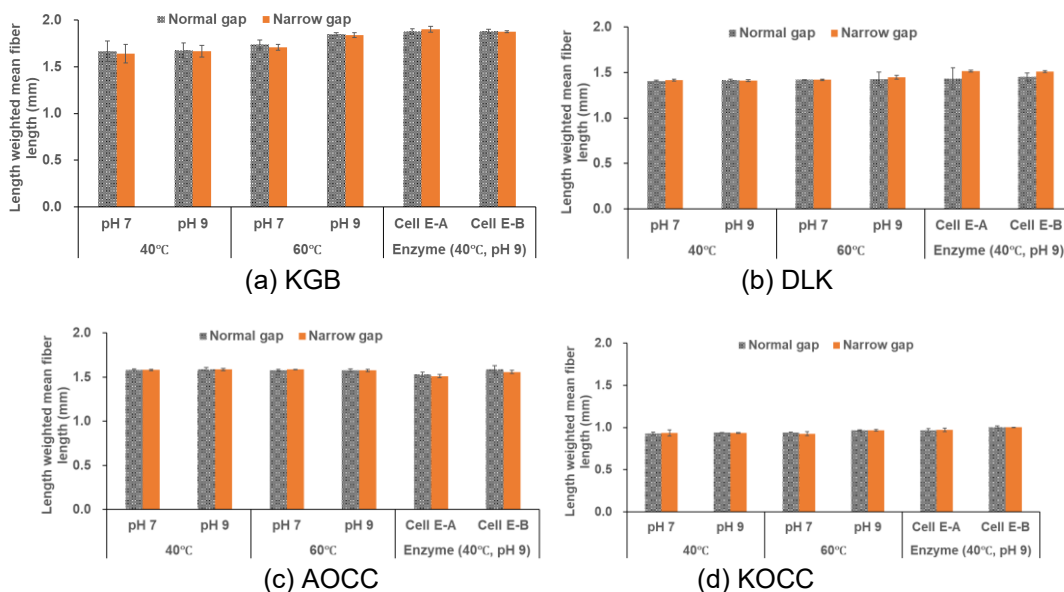 Normal gap Narrow gap
Length weighted mean fiber
length (mm)
2.0
1.5
1.0
0.5
0.0
pH 7 pH 9 pH 7 pH 9 Cell E-A Cell E-B
40℃ 60℃ Enzyme (40℃, pH 9)
(a) KGB
Normal gap Narrow gap
Length weighted mean fiber
length (mm)
2.0
1.5
1.0
0.5
0.0
pH 7 pH 9 pH 7 pH 9 Cell E-A Cell E-B
40℃ 60℃ Enzyme (40℃, pH 9)
(b) DLK
Normal gap Narrow gap
Length weighted mean fiber
length (mm)
2.0
1.5
1.0
0.5
0.0
pH 7 pH 9 pH 7 pH 9 Cell E-A Cell E-B
40℃ 60℃ Enzyme (40℃, pH 9)
(c) AOCC
Normal gap Narrow gap
Length weighted mean fiber
length (mm)
2.0
1.5
1.0
0.5
0.0
pH 7 pH 9 pH 7 pH 9 Cell E-A Cell E-B
40℃ 60℃ Enzyme (40℃, pH 9)
(d) KOCC